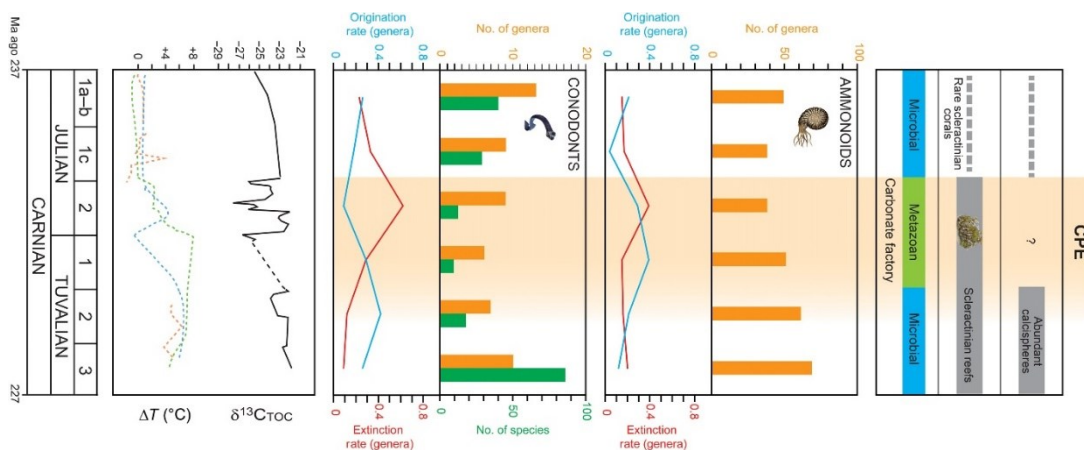 Ma ago
237
227
CARNIAN
JULIAN
TUVALIAN
1a–b
1c
2
1
2
3
ΔT (°C)
0
+4
+8
δ¹³CTOC
−29
−27
−25
−23
−21
Origination
rate (genera)
0
0.4
0.8
Extinction
rate (genera)
0
0.4
0.8
No. of genera
0
10
20
CONODONTS
0
50
100
No. of species
Origination
rate (genera)
0
0.4
0.8
Extinction
rate (genera)
0
0.4
0.8
No. of genera
0
50
100
AMMONOIDS
Microbial
Metazoan
Microbial
Carbonate factory
Rare scleractinian
corals
Scleractinian reefs
?
Abundant
calcispheres
CPE